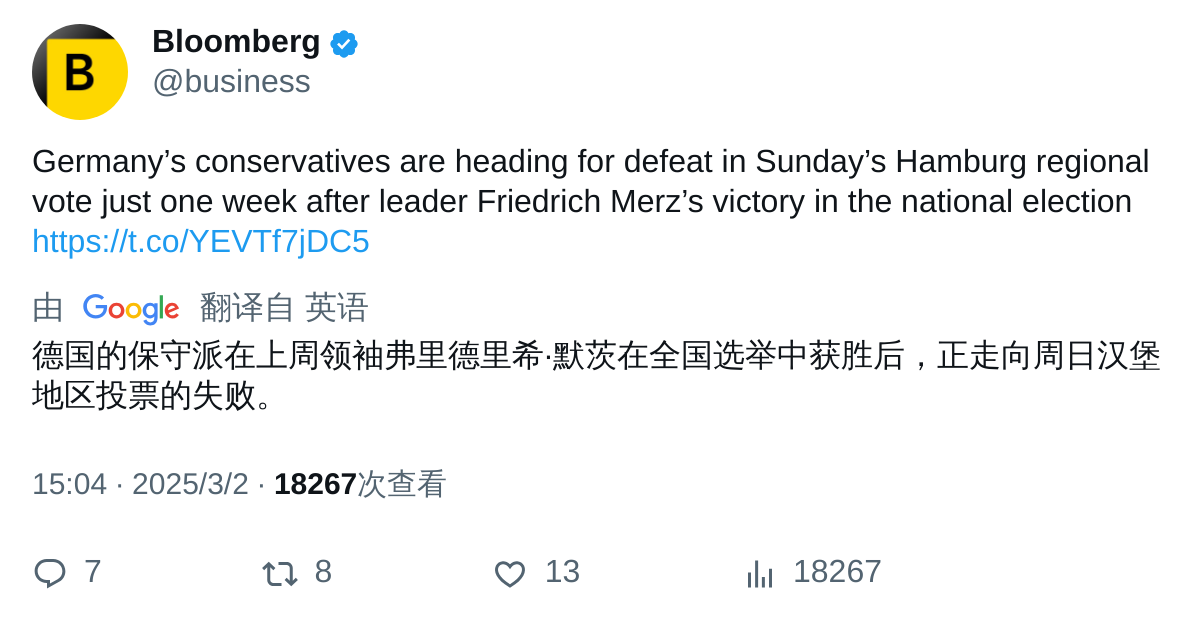 B
Bloomberg
@business
Germany’s conservatives are heading for defeat in Sunday’s Hamburg regional
vote just one week after leader Friedrich Merz’s victory in the national election
https://t.co/YEVTf7jDC5
由 Google 翻译自 英语
德国的保守派在上周领袖弗里德里希·默茨在全国选举中获胜后，正走向周日汉堡
地区投票的失败。
15:04 · 2025/3/2 · 18267次查看
7 8 13 18267